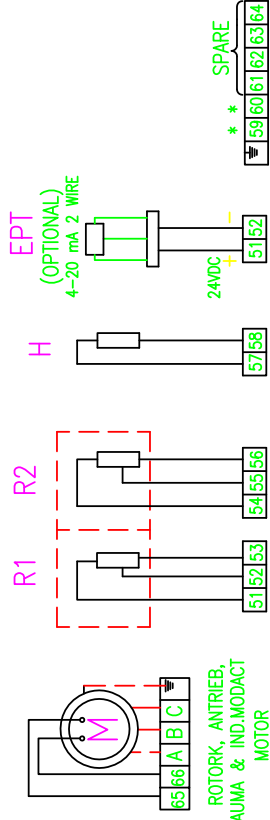 M
A B C
65 66
ROTORK, ANTRIEB,
AUMA & IND.MODACT
MOTOR
R1
51 52 53
R2
54 55 56
H
57 58
EPT
(OPTIONAL)
4-20 mA 2 WIRE
24VDC
+ -
51 52
SPARE
* *
59 60 61 62 63 64